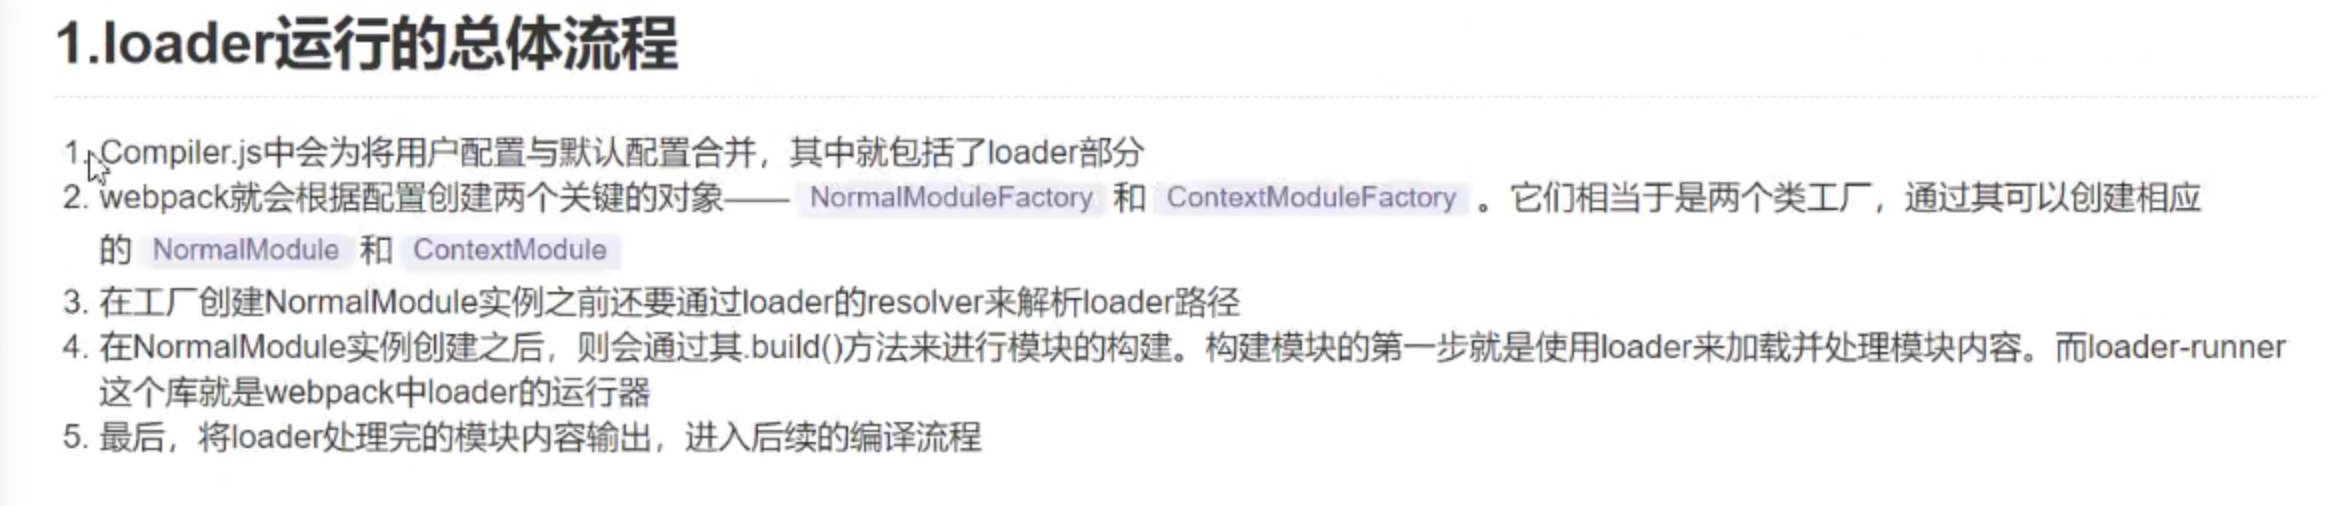 1.loader运行的总体流程
1. Compiler.js中会为将用户配置与默认配置合并，其中就包括了loader部分
2. webpack就会根据配置创建两个关键的对象—— NormalModuleFactory 和 ContextModuleFactory 。它们相当于是两个类工厂，通过其可以创建相应
的 NormalModule 和 ContextModule
3. 在工厂创建NormalModule实例之前还要通过loader的resolver来解析loader路径
4. 在NormalModule实例创建之后，则会通过其.build()方法来进行模块的构建。构建模块的第一步就是使用loader来加载并处理模块内容。而loader-runner
这个库就是webpack中loader的运行器
5. 最后，将loader处理完的模块内容输出，进入后续的编译流程